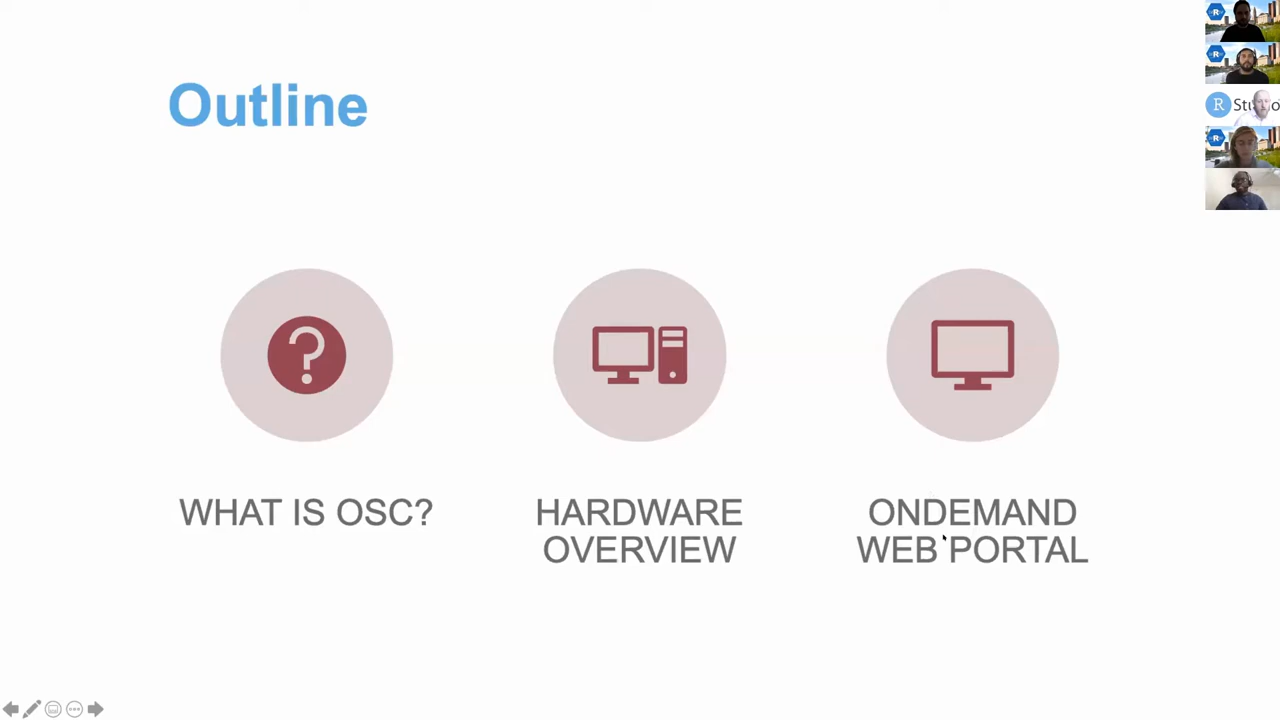 Outline
WHAT IS OSC?
HARDWARE
OVERVIEW
ONDEMAND
WEB PORTAL
R
R
R
R